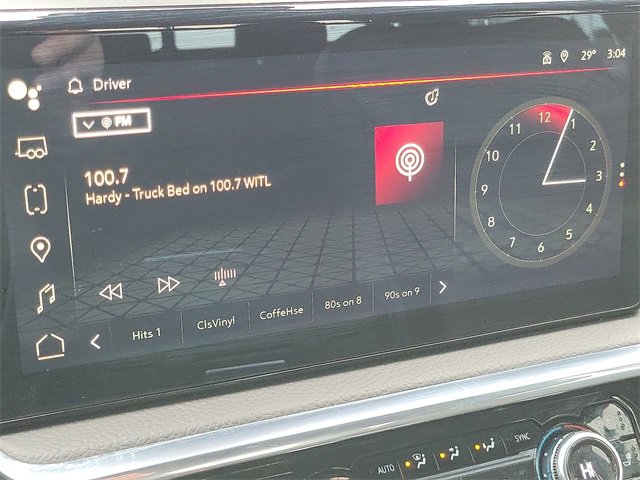 Driver
29° 3:04
FM
100.7
Hardy - Truck Bed on 100.7 WITL
12
1
2
3
4
5
6
7
8
9
10
11
Hits 1
ClsVinyl
CoffeHse
80s on 8
90s on 9
AUTO
SYNC
HI